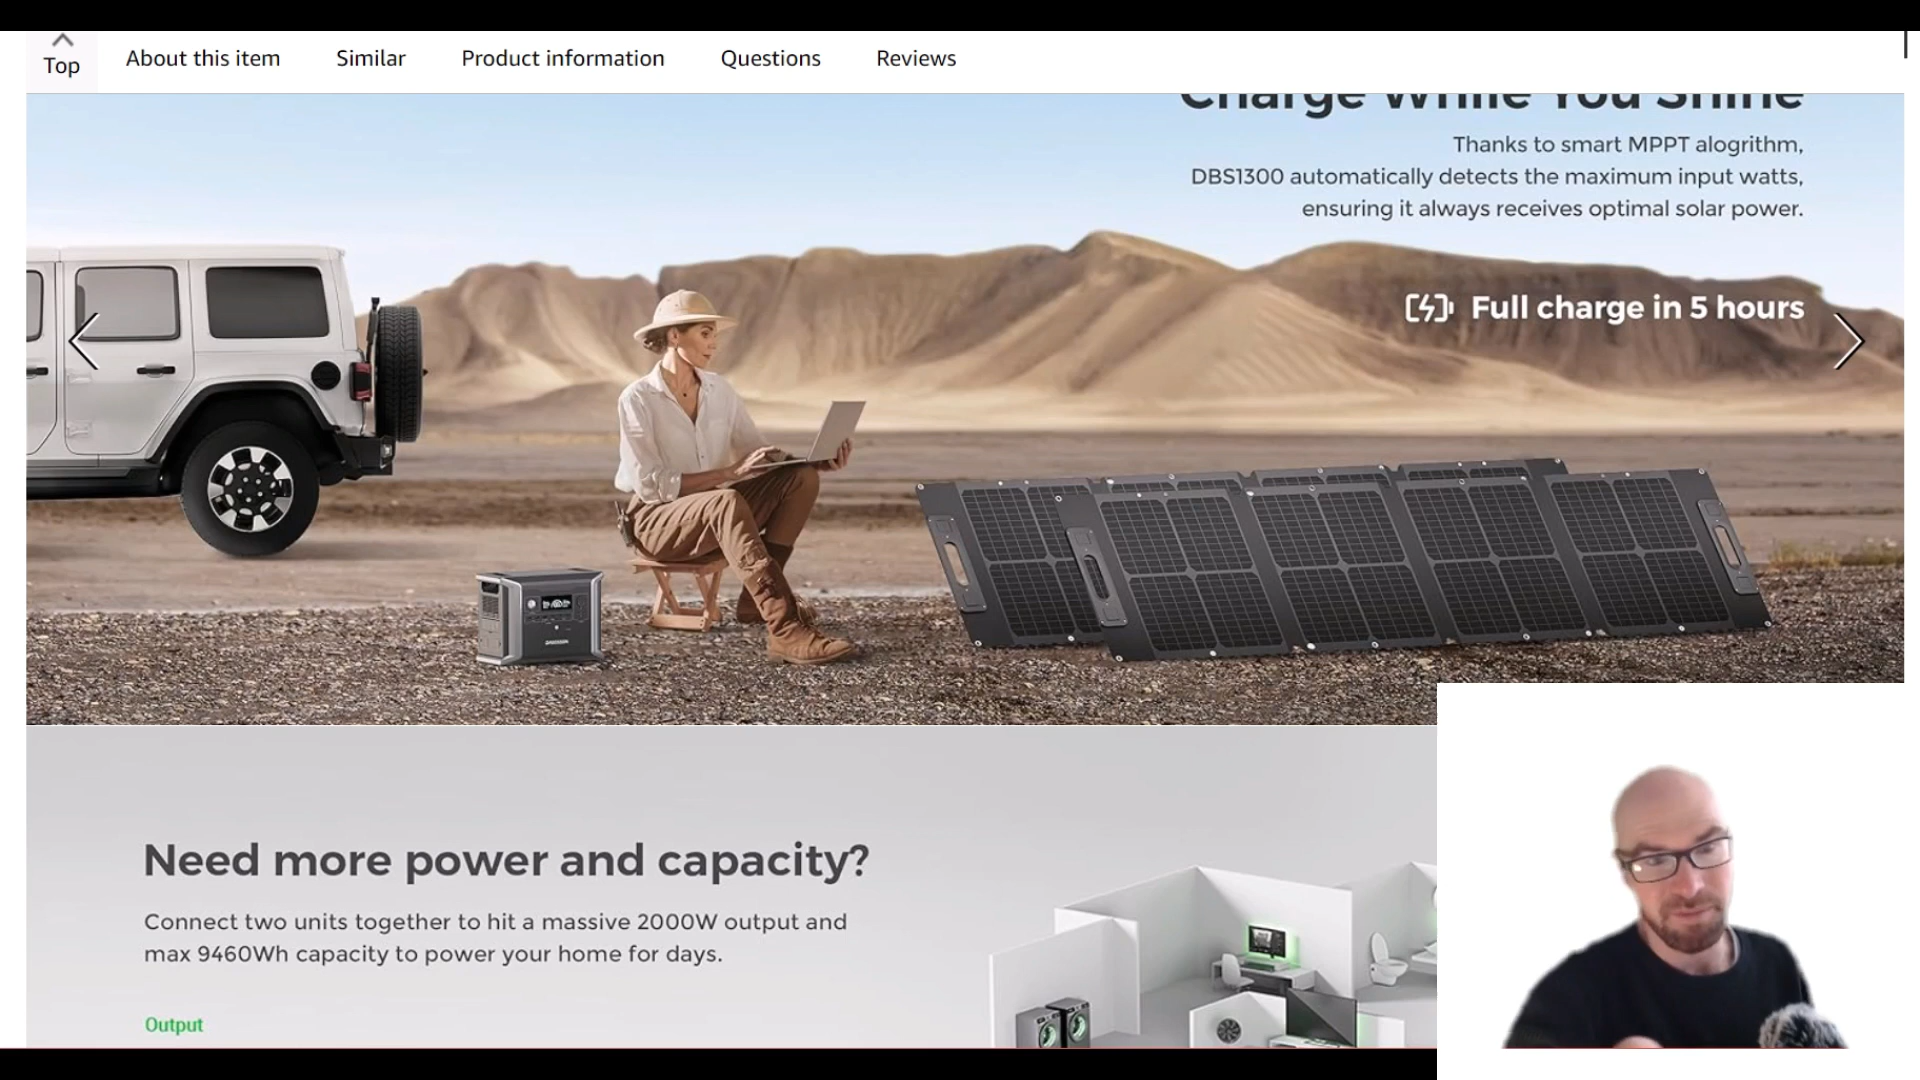 Top
About this item
Similar
Product information
Questions
Reviews
Charge While You Shine
Thanks to smart MPPT alogrithm,
DBS1300 automatically detects the maximum input watts,
ensuring it always receives optimal solar power.
Full charge in 5 hours
Need more power and capacity?
Connect two units together to hit a massive 2000W output and
max 9460Wh capacity to power your home for days.
Output